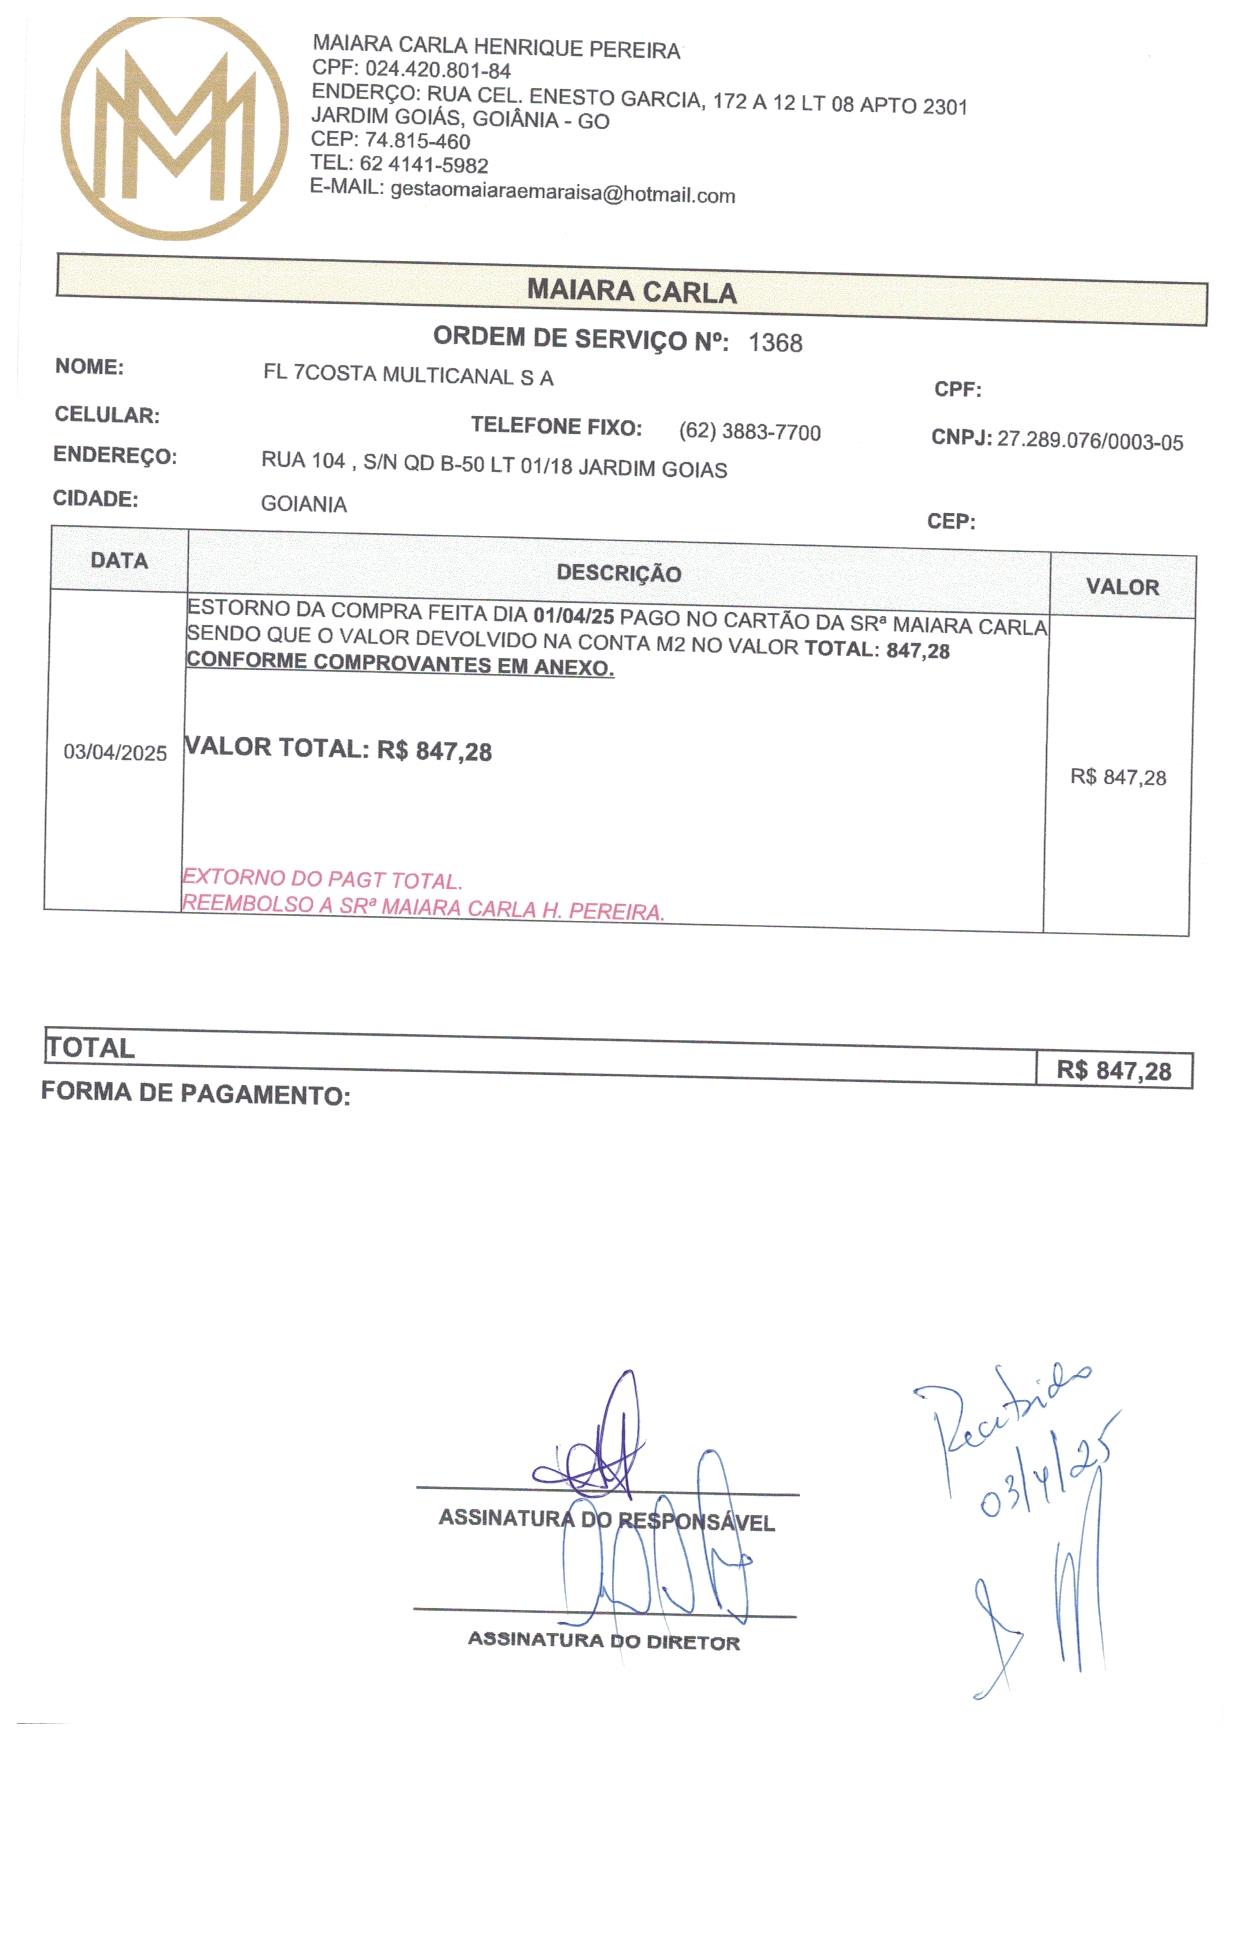 MAIARA CARLA HENRIQUE PEREIRA
CPF: 024.420.801-84
ENDERÇO: RUA CEL. ENESTO GARCIA, 172 A 12 LT 08 APTO 2301
JARDIM GOIÁS, GOIÂNIA - GO
CEP: 74.815-460
TEL: 62 4141-5982
E-MAIL: gestaomaiaraemaraisa@hotmail.com
MAIARA CARLA
ORDEM DE SERVIÇO Nº: 1368
NOME: FL 7COSTA MULTICANAL S A CPF:
CELULAR: TELEFONE FIXO: (62) 3883-7700 CNPJ: 27.289.076/0003-05
ENDEREÇO: RUA 104 , S/N QD B-50 LT 01/18 JARDIM GOIAS
CIDADE: GOIANIA CEP:
DATA DESCRIÇÃO VALOR
ESTORNO DA COMPRA FEITA DIA 01/04/25 PAGO NO CARTÃO DA SRª MAIARA CARLA
SENDO QUE O VALOR DEVOLVIDO NA CONTA M2 NO VALOR TOTAL: 847,28
CONFORME COMPROVANTES EM ANEXO.
03/04/2025 VALOR TOTAL: R$ 847,28 R$ 847,28
EXTORNO DO PAGT TOTAL.
REEMBOLSO A SRª MAIARA CARLA H. PEREIRA.
TOTAL R$ 847,28
FORMA DE PAGAMENTO:
Recebido
03/4/25
ASSINATURA DO RESPONSÁVEL
ASSINATURA DO DIRETOR